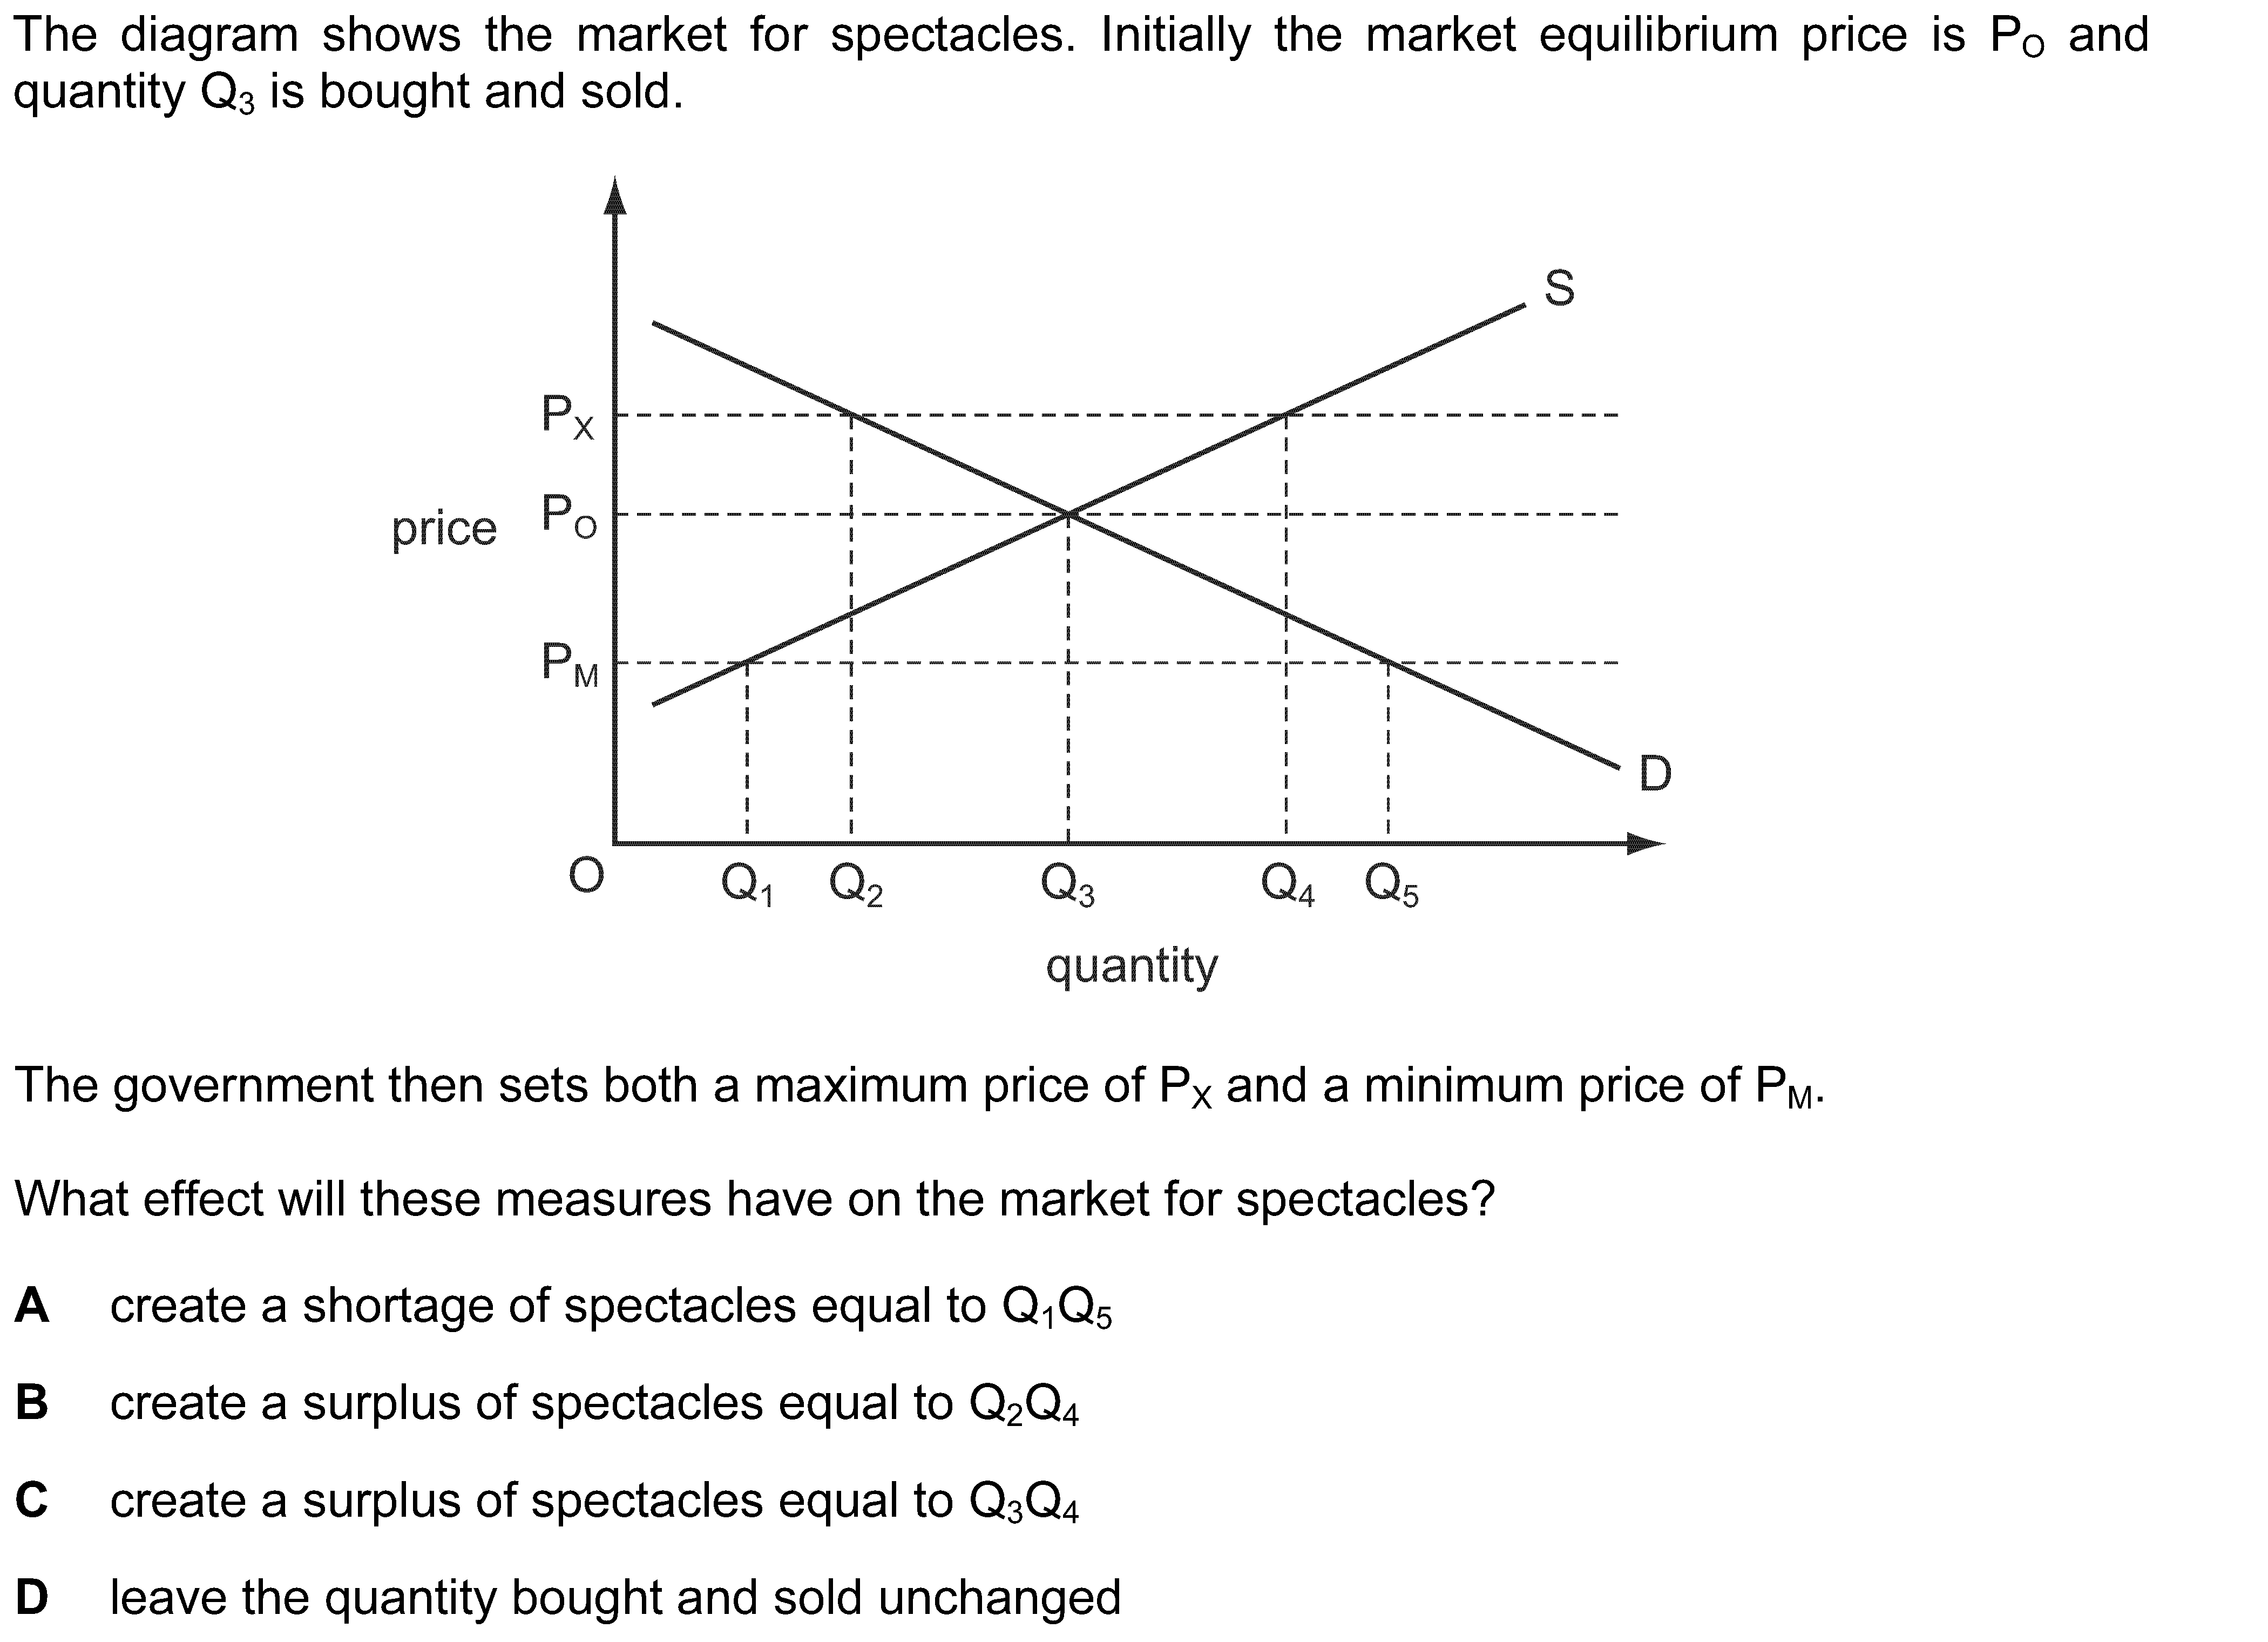 The diagram shows the market for spectacles. Initially the market equilibrium price is P_O and
quantity Q_3 is bought and sold.
S
P_X
P_O
price
P_M
D
O
Q_1 Q_2 Q_3 Q_4 Q_5
quantity
The government then sets both a maximum price of P_X and a minimum price of P_M.
What effect will these measures have on the market for spectacles?
A create a shortage of spectacles equal to Q_1Q_5
B create a surplus of spectacles equal to Q_2Q_4
C create a surplus of spectacles equal to Q_3Q_4
D leave the quantity bought and sold unchanged